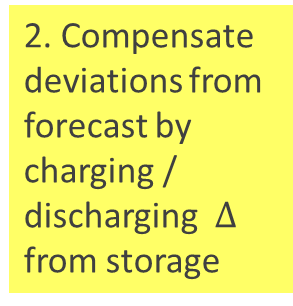 2. Compensate
deviations from
forecast by
charging /
discharging Δ
from storage